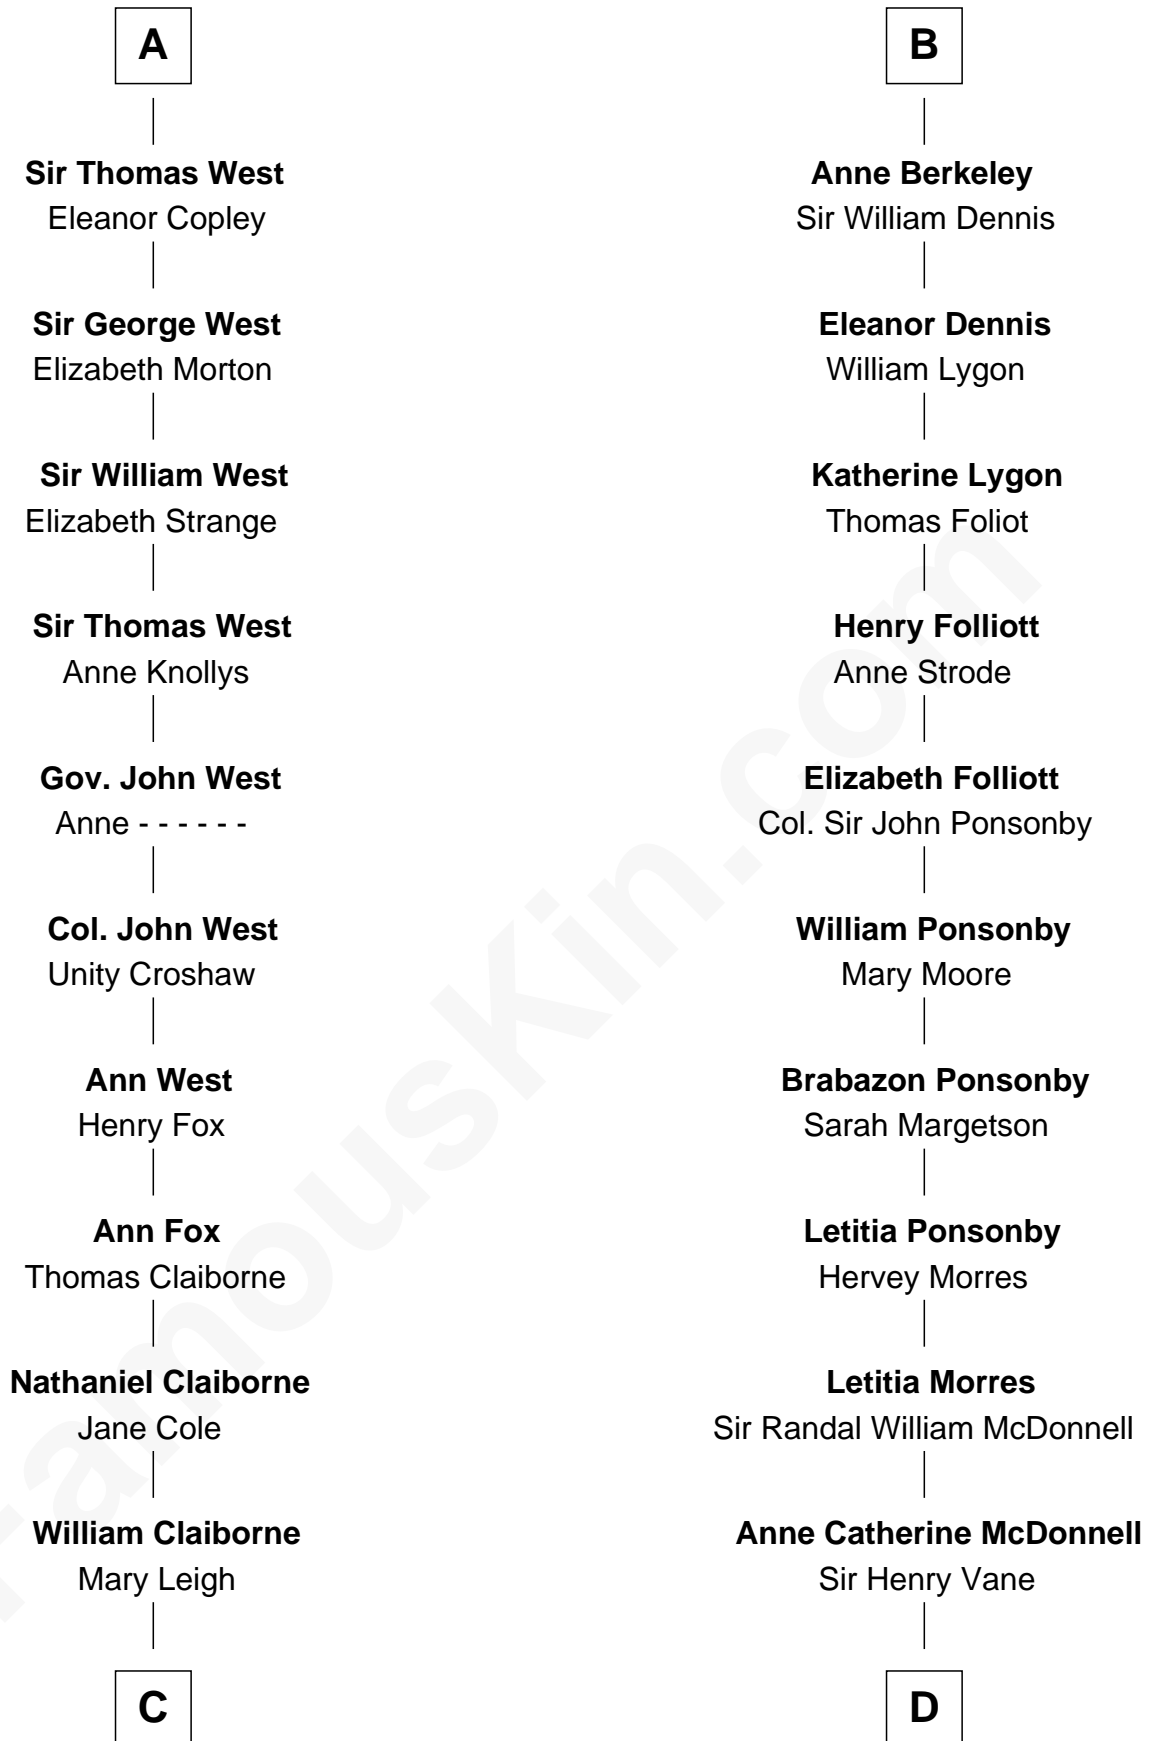 A
Sir Thomas West
Eleanor Copley
Sir George West
Elizabeth Morton
Sir William West
Elizabeth Strange
Sir Thomas West
Anne Knollys
Gov. John West
Anne - - - - - -
Col. John West
Unity Croshaw
Ann West
Henry Fox
Ann Fox
Thomas Claiborne
Nathaniel Claiborne
Jane Cole
William Claiborne
Mary Leigh
C
B
Anne Berkeley
Sir William Dennis
Eleanor Dennis
William Lygon
Katherine Lygon
Thomas Foliot
Henry Folliott
Anne Strode
Elizabeth Folliott
Col. Sir John Ponsonby
William Ponsonby
Mary Moore
Brabazon Ponsonby
Sarah Margetson
Letitia Ponsonby
Hervey Morres
Letitia Morres
Sir Randal William McDonnell
Anne Catherine McDonnell
Sir Henry Vane
D
FamousKin.com